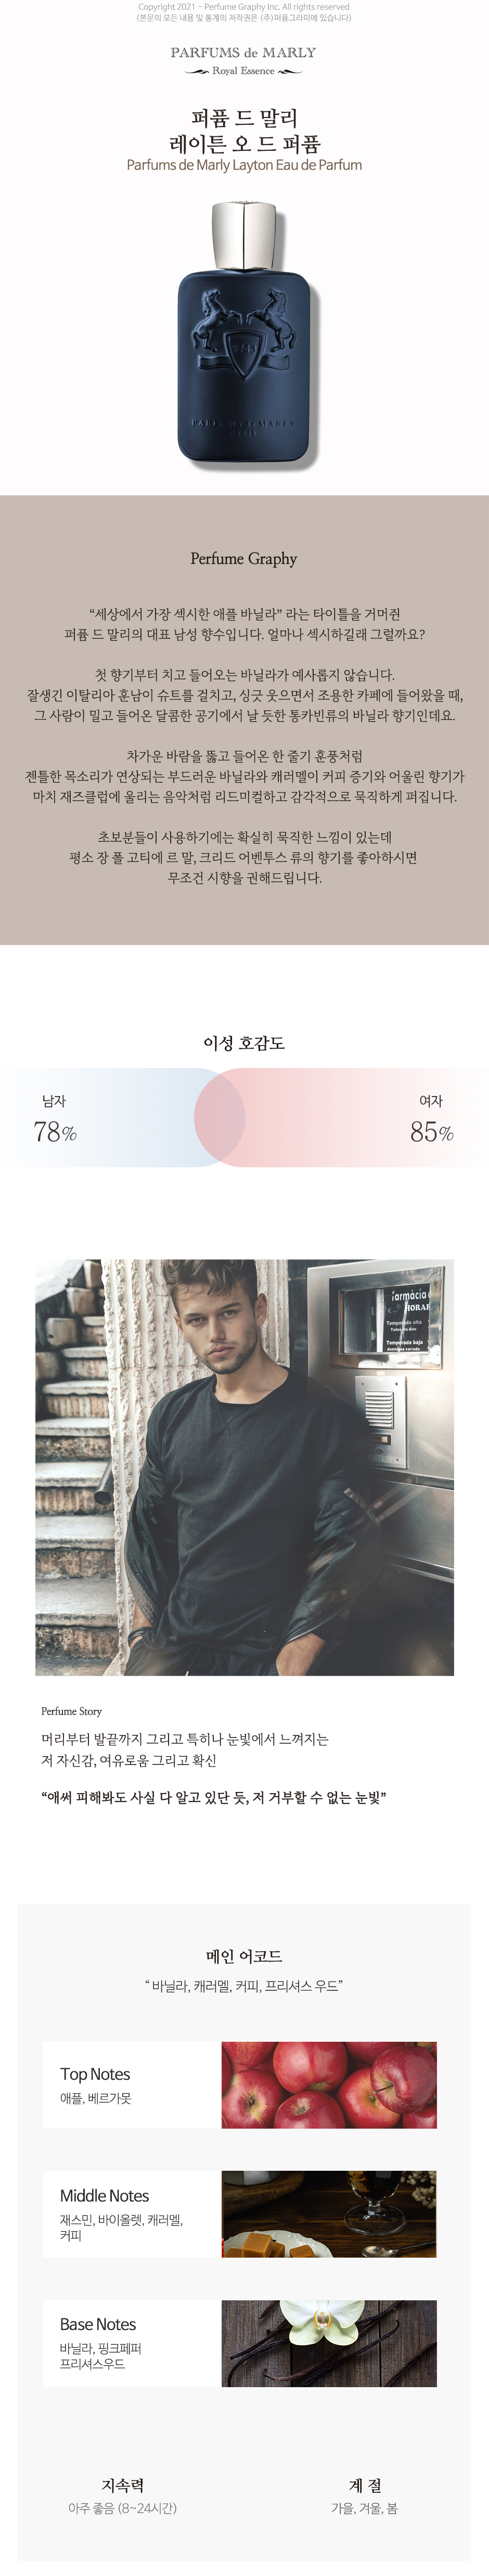 Copyright 2021 - Perfume Graphy Inc. All rights reserved
(본문의 모든 내용 및 통계의 저작권은 (주)퍼퓸그라피에 있습니다)
PARFUMS de MARLY
Royal Essence
퍼퓸 드 말리
레이튼 오 드 퍼퓸
Parfums de Marly Layton Eau de Parfum
Perfume Graphy
“세상에서 가장 섹시한 애플 바닐라” 라는 타이틀을 거머쥔
퍼퓸 드 말리의 대표 남성 향수입니다. 얼마나 섹시하길래 그럴까요?
첫 향기부터 치고 들어오는 바닐라가 예사롭지 않습니다.
잘생긴 이탈리아 훈남이 슈트를 걸치고, 싱긋 웃으면서 조용한 카페에 들어왔을 때,
그 사람이 밀고 들어온 달콤한 공기에서 날 듯한 통카빈류의 바닐라 향기인데요.
차가운 바람을 뚫고 들어온 한 줄기 훈풍처럼
젠틀한 목소리가 연상되는 부드러운 바닐라와 캐러멜이 커피 증기와 어울린 향기가
마치 재즈클럽에 울리는 음악처럼 리드미컬하고 감각적으로 묵직하게 퍼집니다.
초보분들이 사용하기에는 확실히 묵직한 느낌이 있는데
평소 장 폴 고티에 르 말, 크리드 어벤투스 류의 향기를 좋아하시면
무조건 시향을 권해드립니다.
이성 호감도
남자
78%
여자
85%
farmàcia
HORAR
Temporada alta
Todos los días
Temporada baja
domingos cerrado
Perfume Story
머리부터 발끝까지 그리고 특히나 눈빛에서 느껴지는
저 자신감, 여유로움 그리고 확신
“애써 피해봐도 사실 다 알고 있단 듯, 저 거부할 수 없는 눈빛”
메인 어코드
“ 바닐라, 캐러멜, 커피, 프리셔스 우드”
Top Notes
애플, 베르가못
Middle Notes
재스민, 바이올렛, 캐러멜,
커피
Base Notes
바닐라, 핑크페퍼
프리셔스우드
지속력
아주 좋음 (8~24시간)
계 절
가을, 겨울, 봄